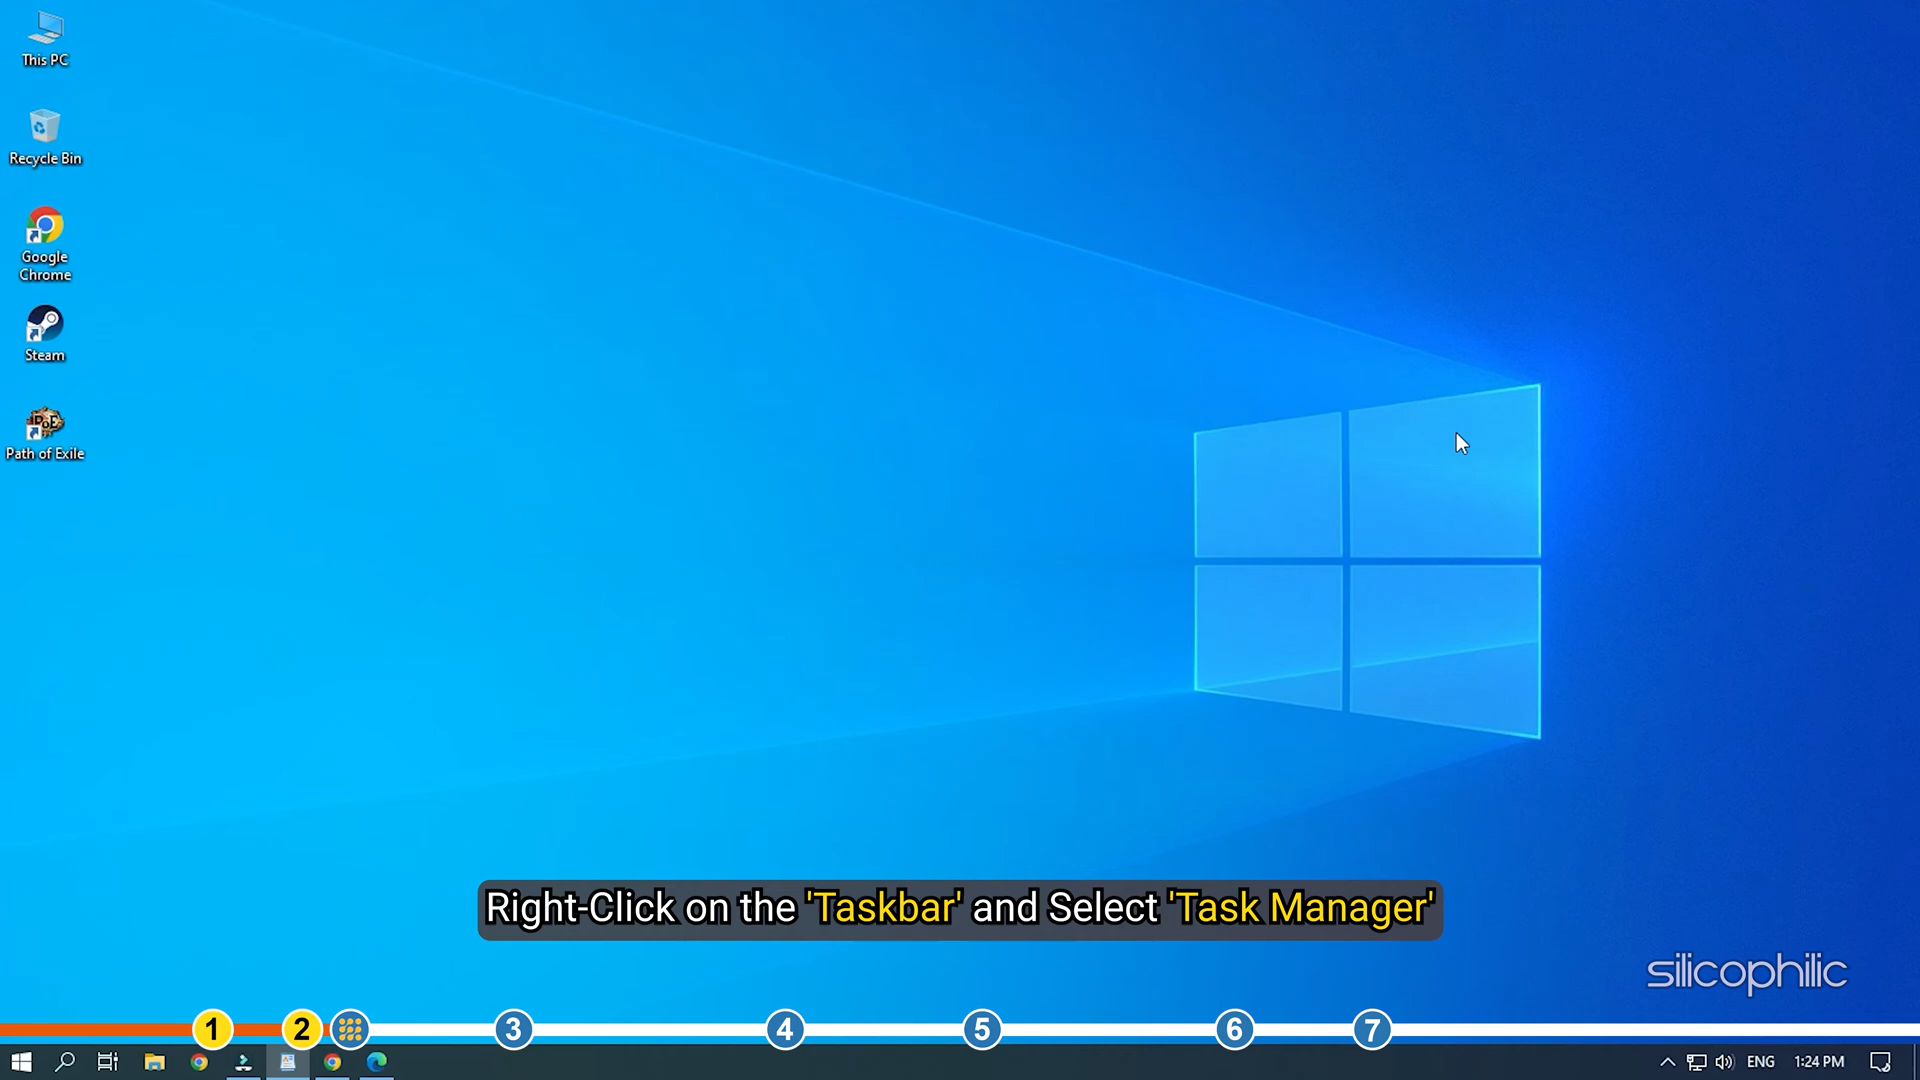 This PC
Recycle Bin
Google
Chrome
Steam
PoE
Path of Exile
Right-Click on the 'Taskbar' and Select 'Task Manager'
silicophilic
1 2 3 4 5 6 7
ENG 1:24 PM